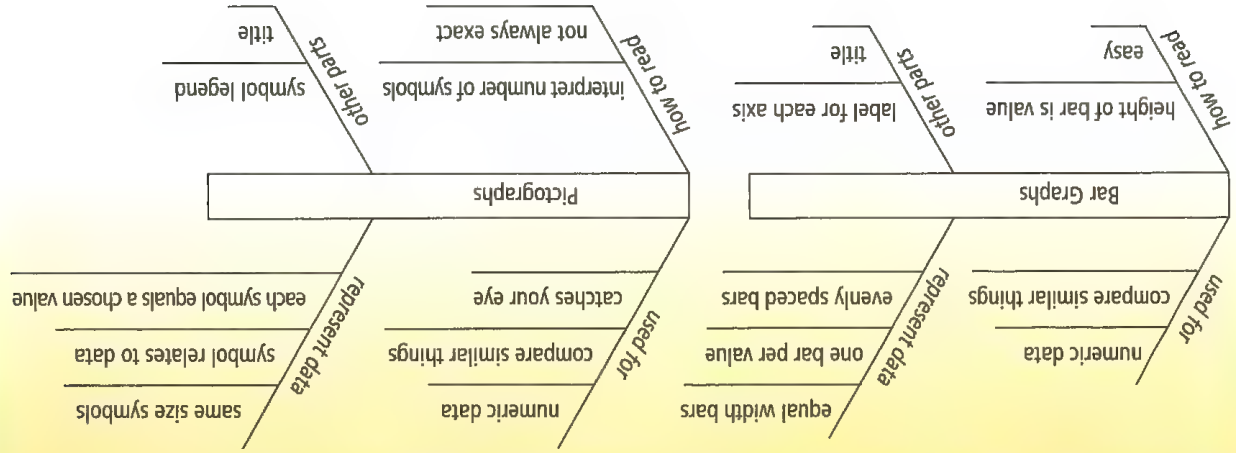 used for
numeric data
compare similar things
represent data
equal width bars
one bar per value
evenly spaced bars
Bar Graphs
how to read
height of bar is value
easy
other parts
label for each axis
title
used for
numeric data
compare similar things
catches your eye
represent data
same size symbols
symbol relates to data
each symbol equals a chosen value
Pictographs
how to read
interpret number of symbols
not always exact
other parts
symbol legend
title